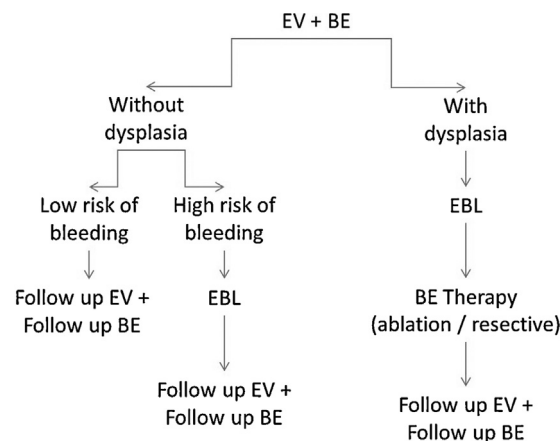 EV + BE
Without
dysplasia
With
dysplasia
Low risk of
bleeding
High risk of
bleeding
EBL
Follow up EV +
Follow up BE
EBL
BE Therapy
(ablation / resective)
Follow up EV +
Follow up BE
Follow up EV +
Follow up BE